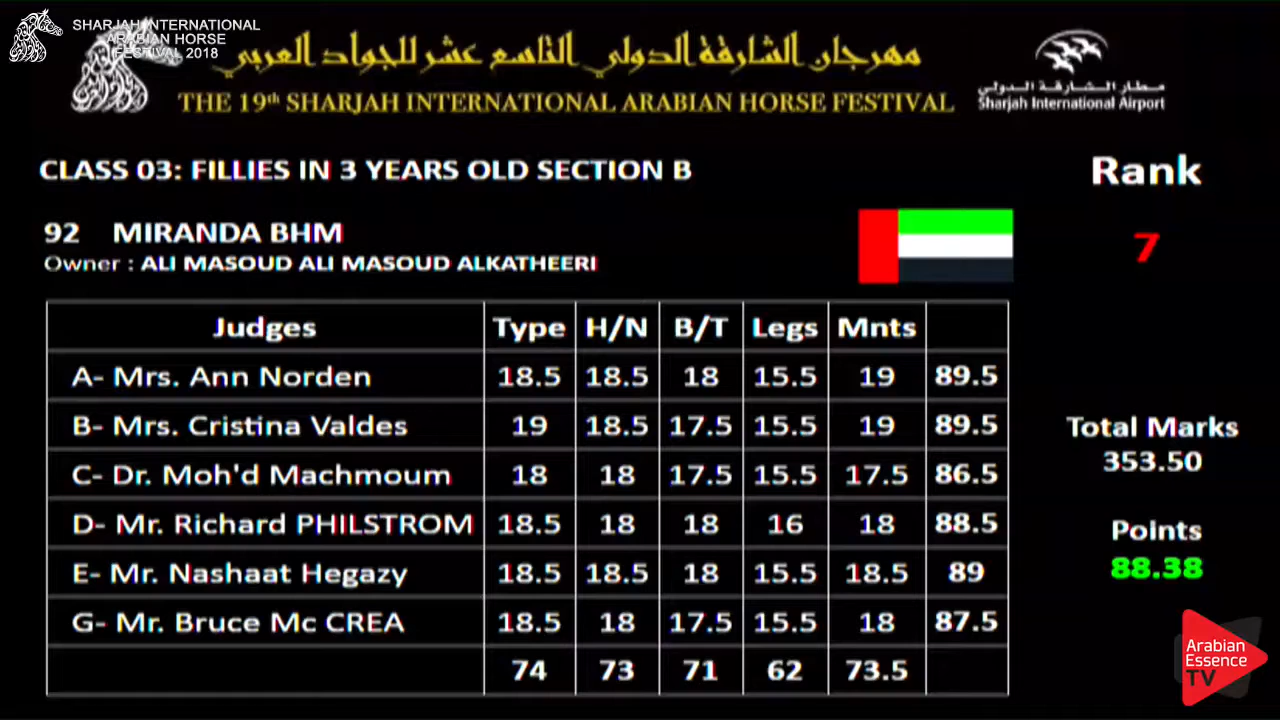 SHARJAH INTERNATIONAL
ARABIAN HORSE
FESTIVAL 2018
مهرجان الشارقة الدولي التاسع عشر للجواد العربي
THE 19th SHARJAH INTERNATIONAL ARABIAN HORSE FESTIVAL
مطار الشارقة الدولي
Sharjah International Airport
CLASS 03: FILLIES IN 3 YEARS OLD SECTION B
Rank
92 MIRANDA BHM
7
Owner : ALI MASOUD ALI MASOUD ALKATHEERI
Judges Type H/N B/T Legs Mnts
A- Mrs. Ann Norden 18.5 18.5 18 15.5 19 89.5
B- Mrs. Cristina Valdes 19 18.5 17.5 15.5 19 89.5
C- Dr. Moh'd Machmoum 18 18 17.5 15.5 17.5 86.5
D- Mr. Richard PHILSTROM 18.5 18 18 16 18 88.5
E- Mr. Nashaat Hegazy 18.5 18.5 18 15.5 18.5 89
G- Mr. Bruce Mc CREA 18.5 18 17.5 15.5 18 87.5
74 73 71 62 73.5
Total Marks
353.50
Points
88.38
Arabian
Essence
TV